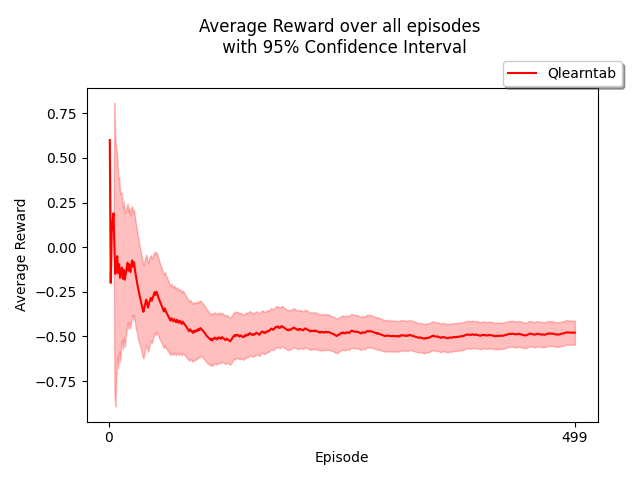 Average Reward over all episodes
with 95% Confidence Interval
Qlearntab
0.75
0.50
0.25
0.00
−0.25
−0.50
−0.75
Average Reward
0
499
Episode